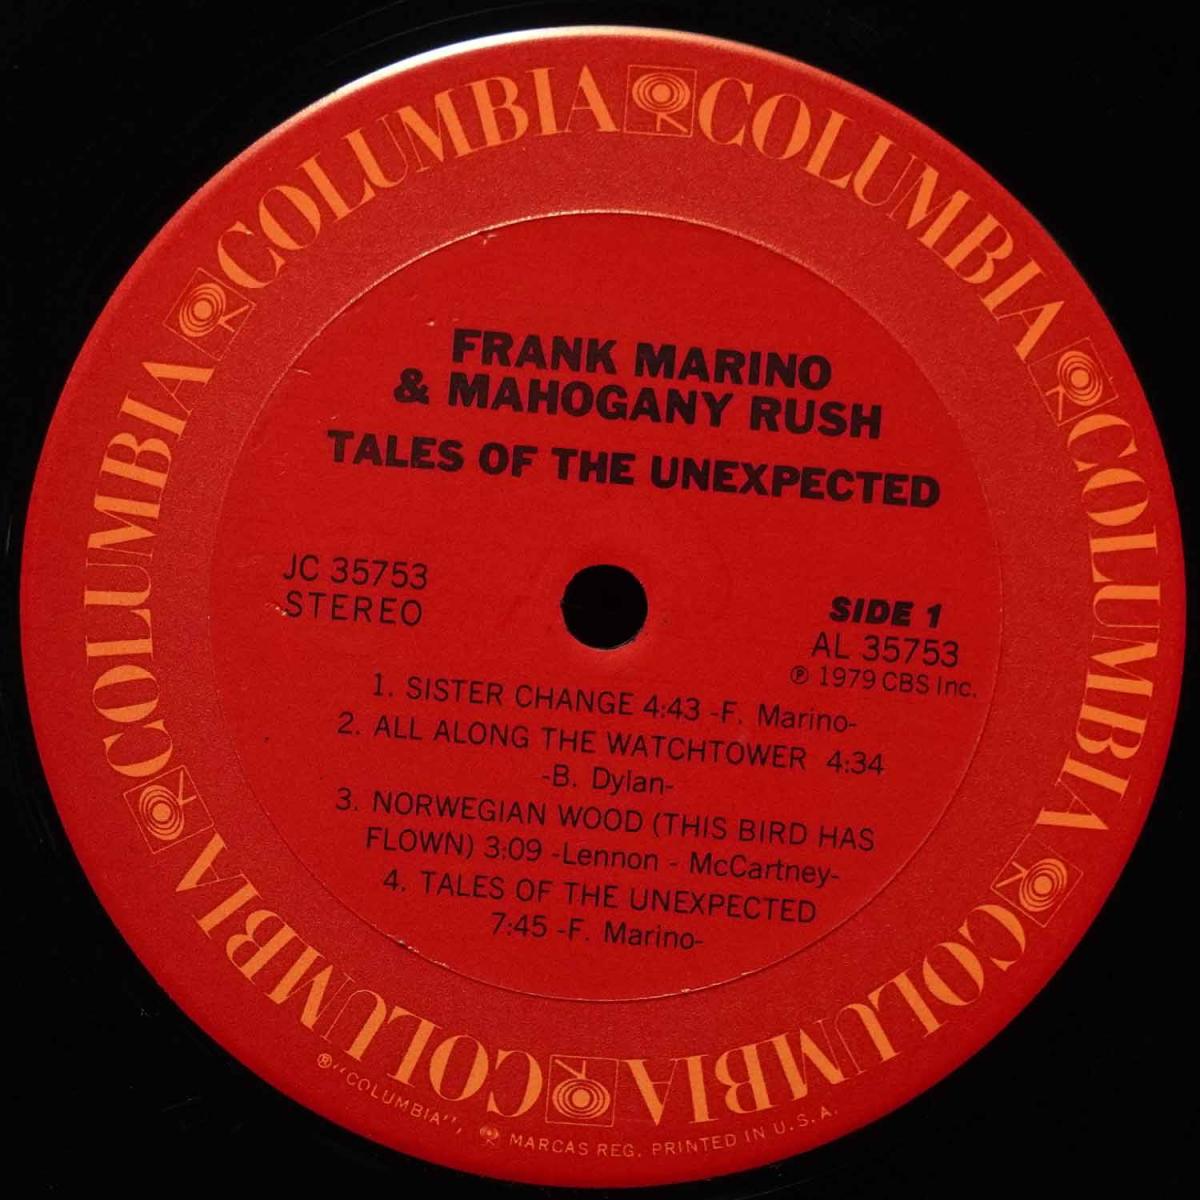 COLUMBIA COLUMBIA COLUMBIA COLUMBIA COLUMBIA COLUMBIA
FRANK MARINO
& MAHOGANY RUSH
TALES OF THE UNEXPECTED
JC 35753
STEREO
SIDE 1
AL 35753
℗ 1979 CBS Inc.
1. SISTER CHANGE 4:43 -F. Marino-
2. ALL ALONG THE WATCHTOWER 4:34
-B. Dylan-
3. NORWEGIAN WOOD (THIS BIRD HAS
FLOWN) 3:09 -Lennon - McCartney-
4. TALES OF THE UNEXPECTED
7:45 -F. Marino-
®"COLUMBIA", MARCAS REG. PRINTED IN U.S.A.